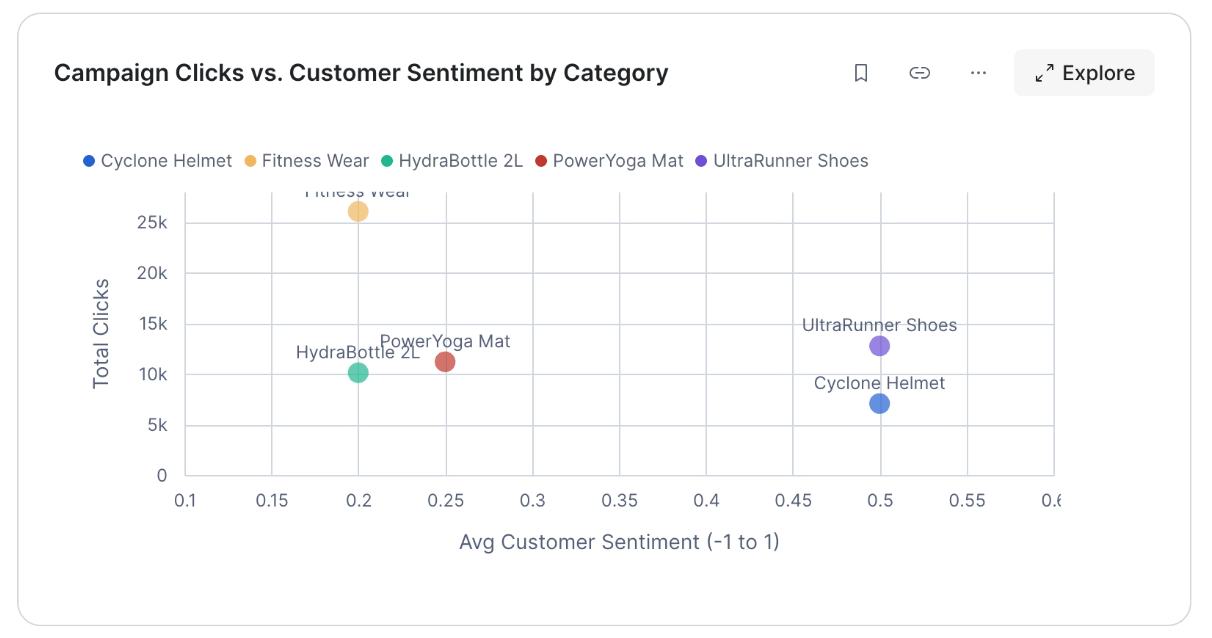 Campaign Clicks vs. Customer Sentiment by Category
Explore
Cyclone Helmet Fitness Wear HydraBottle 2L PowerYoga Mat UltraRunner Shoes
Fitness Wear
25k
20k
15k
10k
5k
0
Total Clicks
UltraRunner Shoes
PowerYoga Mat
HydraBottle 2L
Cyclone Helmet
0.1 0.15 0.2 0.25 0.3 0.35 0.4 0.45 0.5 0.55
Avg Customer Sentiment (-1 to 1)